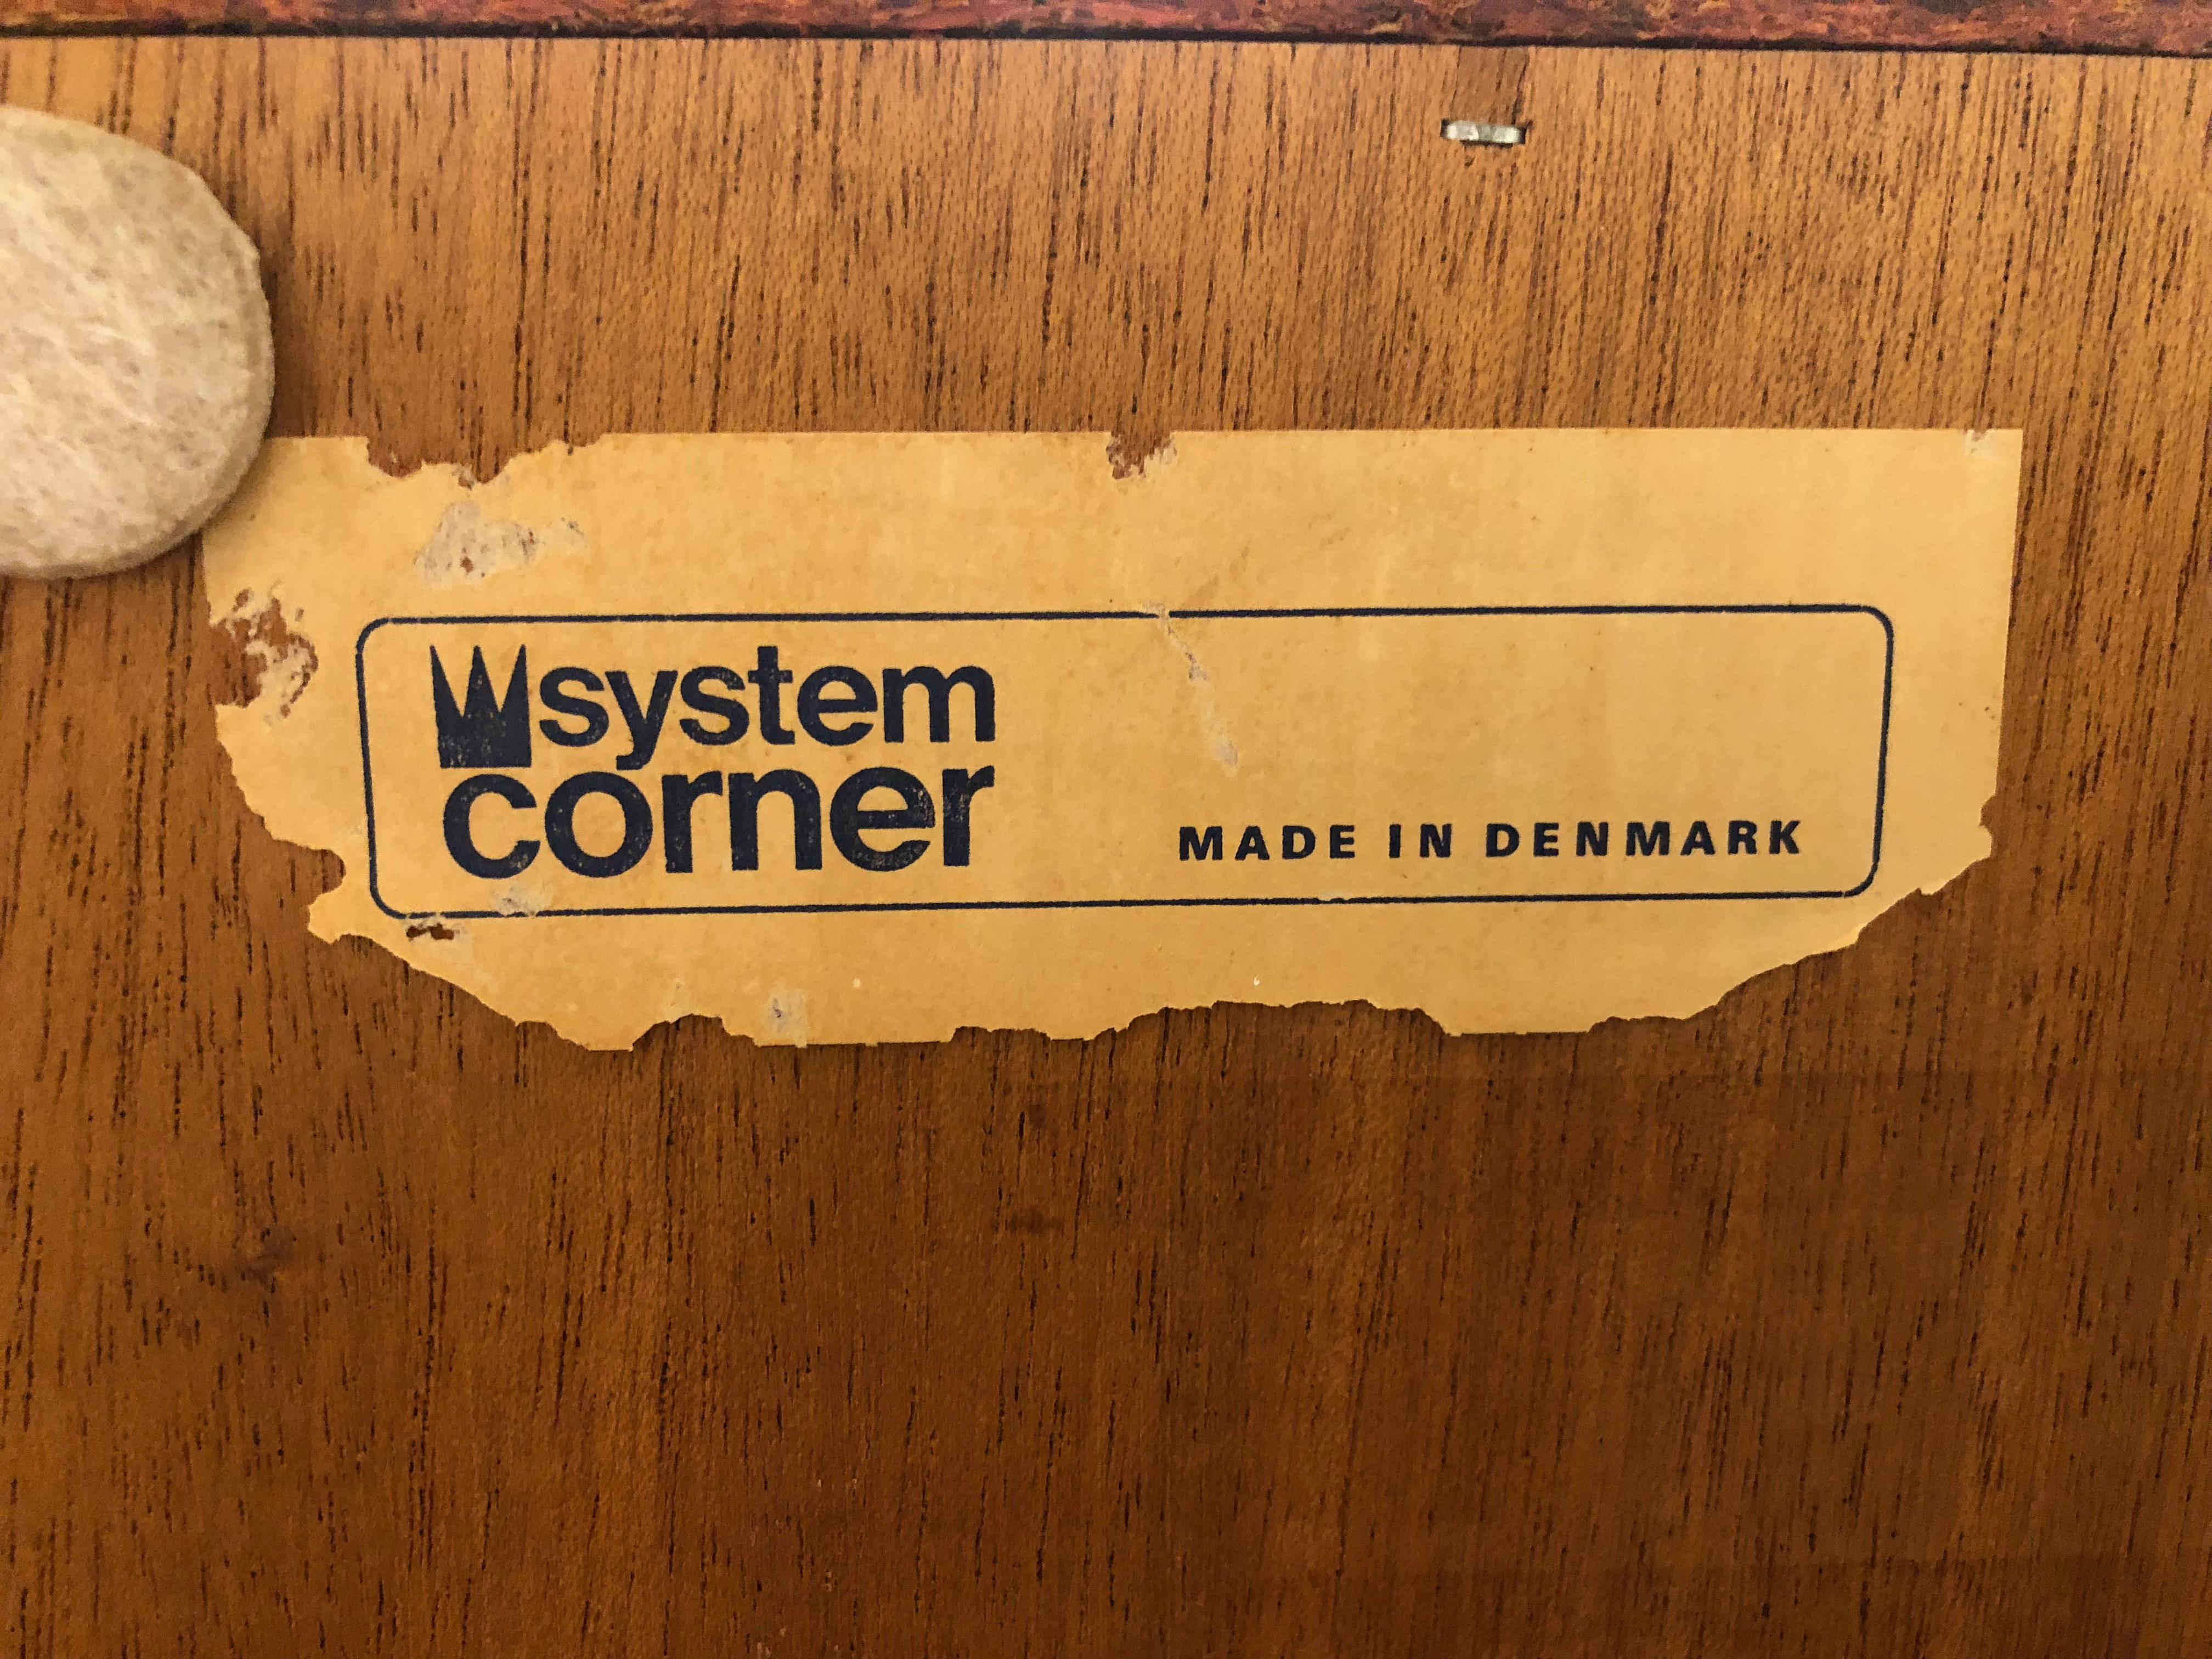 system
corner
MADE IN DENMARK